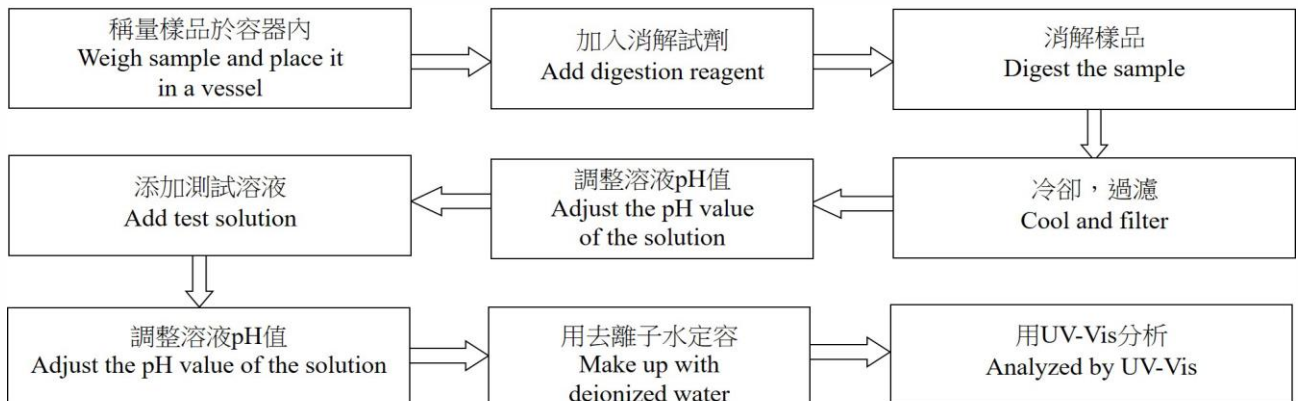 稱量樣品於容器內
Weigh sample and place it
in a vessel
加入消解試劑
Add digestion reagent
消解樣品
Digest the sample
冷卻，過濾
Cool and filter
調整溶液pH值
Adjust the pH value
of the solution
添加測試溶液
Add test solution
調整溶液pH值
Adjust the pH value of the solution
用去離子水定容
Make up with
deionized water
用UV-Vis分析
Analyzed by UV-Vis